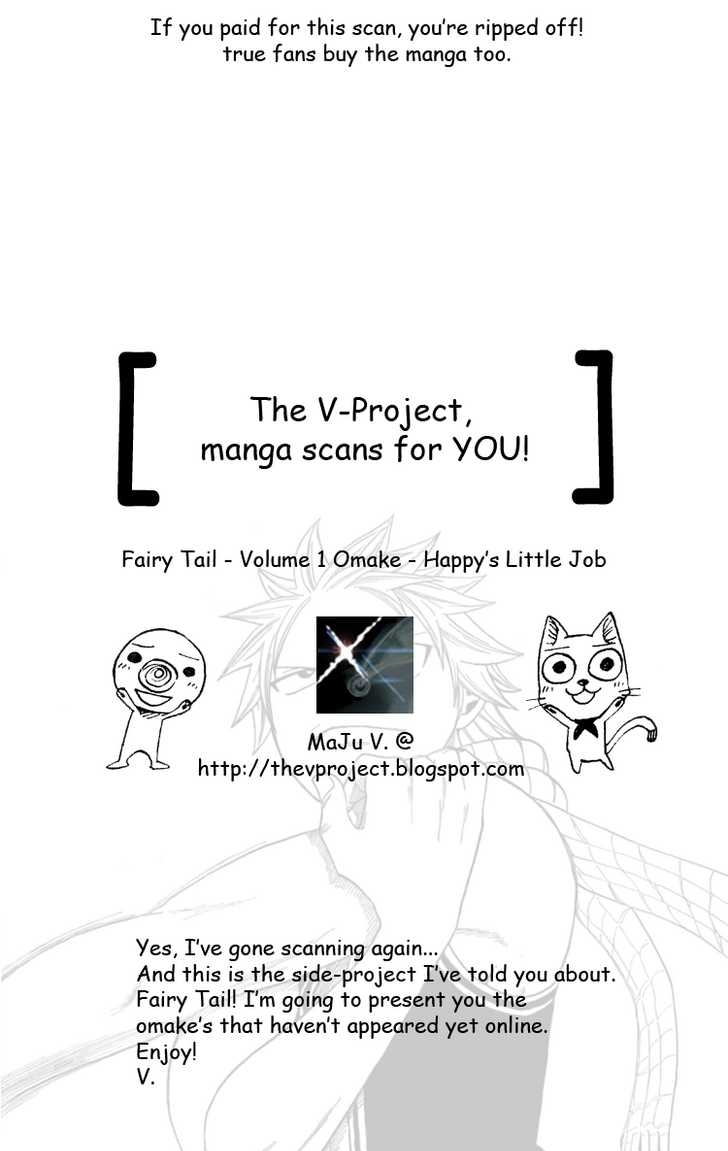 If you paid for this scan, you're ripped off!
true fans buy the manga too.
The V-Project,
manga scans for YOU!
Fairy Tail - Volume 1 Omake - Happy's Little Job
MaJu V. @
http://thevproject.blogspot.com
Yes, I've gone scanning again...
And this is the side-project I've told you about.
Fairy Tail! I'm going to present you the
omake's that haven't appeared yet online.
Enjoy!
V.